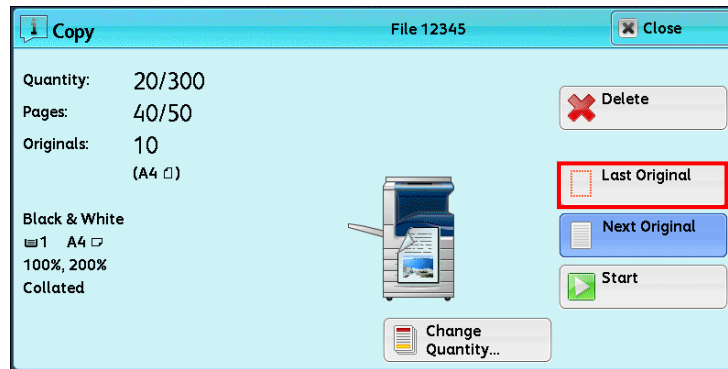 Copy
File 12345
Close
Quantity: 20/300
Pages: 40/50
Originals: 10
(A4)
Black & White
1 A4
100%, 200%
Collated
Delete
Last Original
Next Original
Start
Change
Quantity...